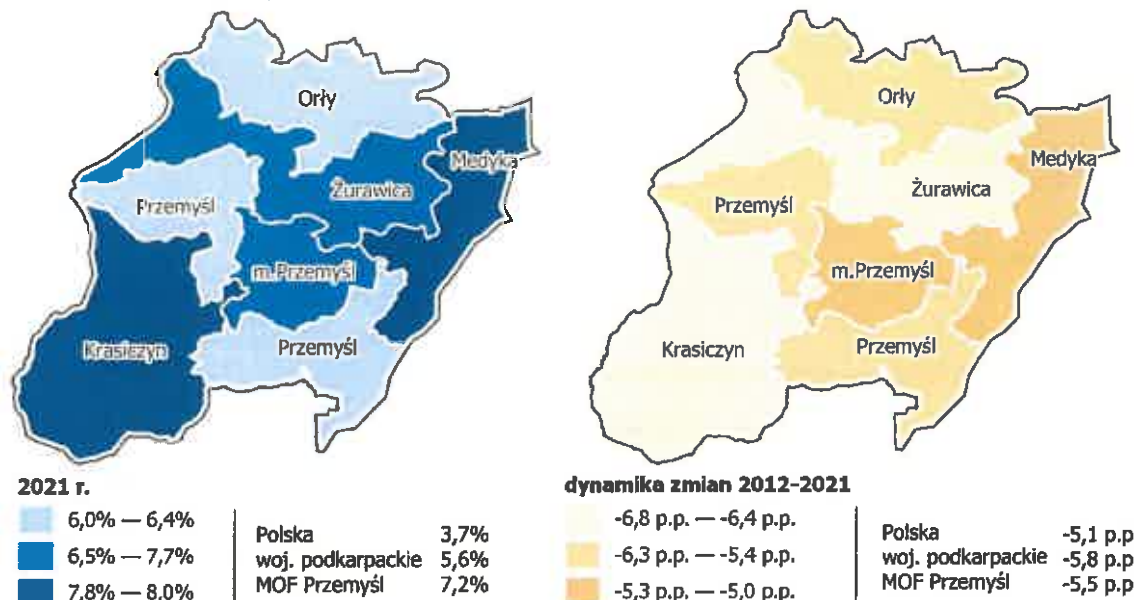 Orły
Medyka
Żurawica
Przemyśl
m.Przemyśl
Krasiczyn
Przemyśl
2021 r.
6,0% — 6,4%
6,5% — 7,7%
7,8% — 8,0%
Polska 3,7%
woj. podkarpackie 5,6%
MOF Przemyśl 7,2%
Orły
Medyka
Żurawica
Przemyśl
m.Przemyśl
Krasiczyn
Przemyśl
dynamika zmian 2012-2021
-6,8 p.p. — -6,4 p.p.
-6,3 p.p. — -5,4 p.p.
-5,3 p.p. — -5,0 p.p.
Polska -5,1 p.p
woj. podkarpackie -5,8 p.p
MOF Przemyśl -5,5 p.p